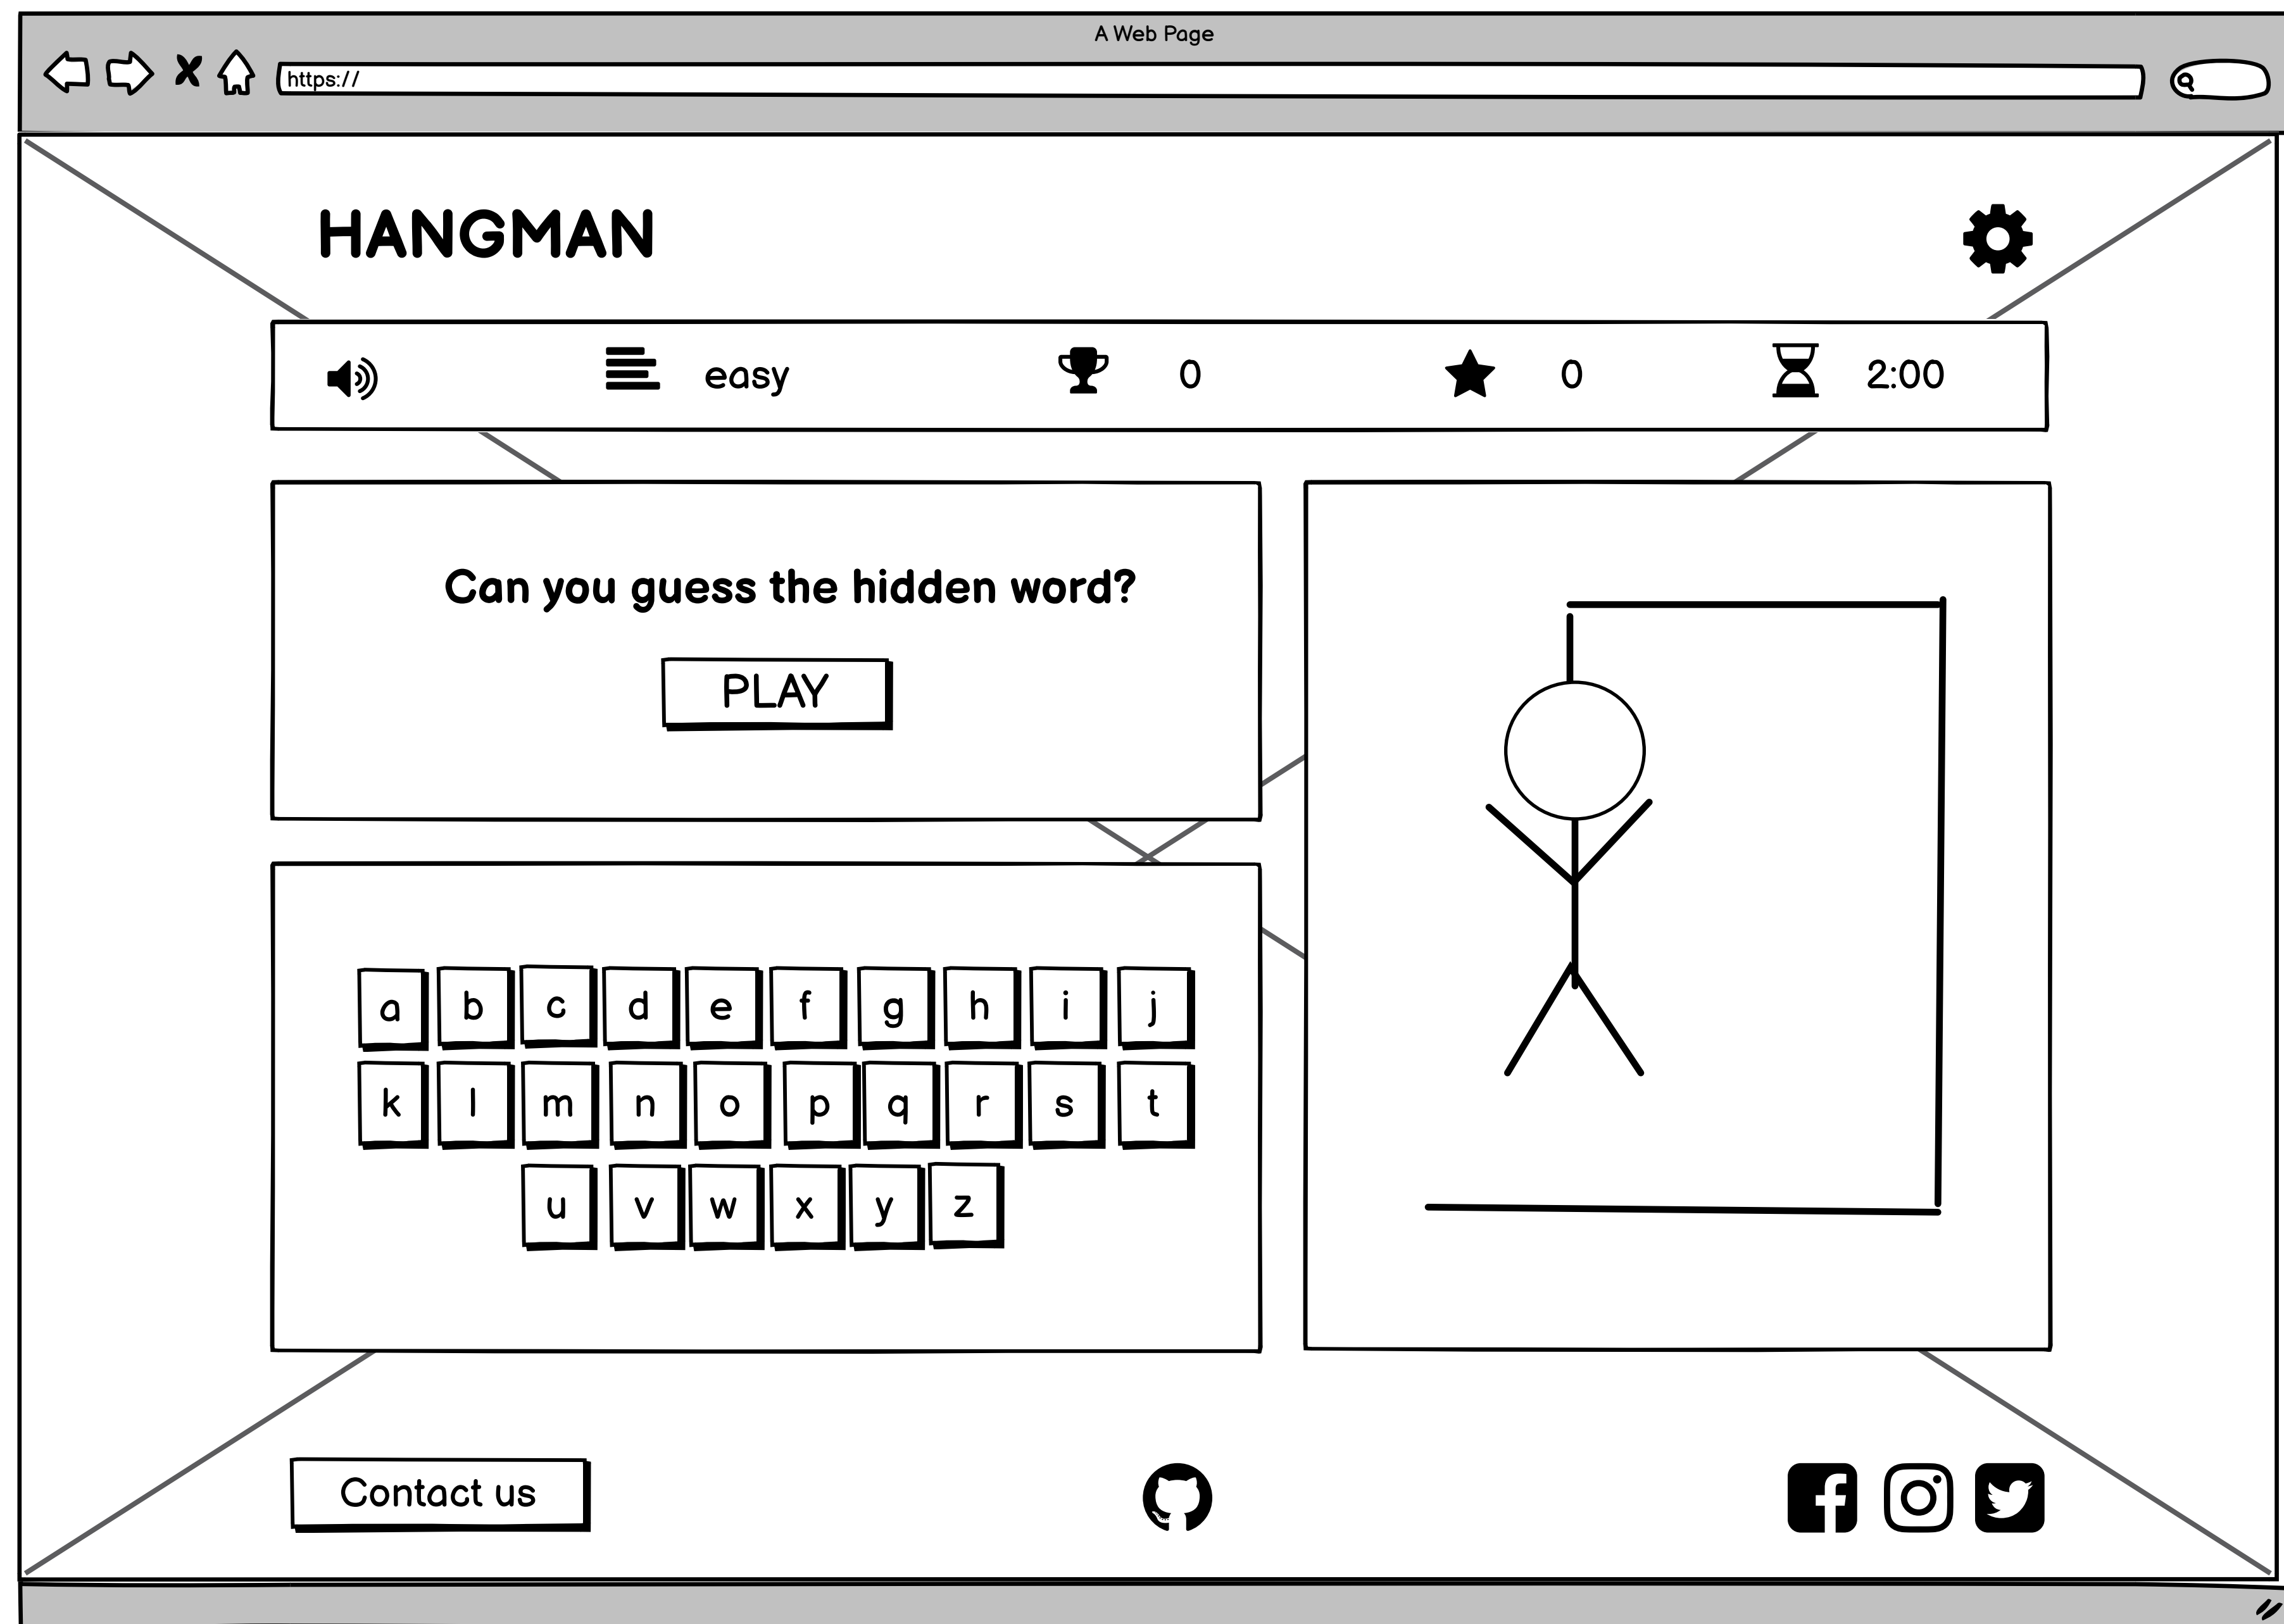 A Web Page
https://
HANGMAN
easy 0 0 2:00
Can you guess the hidden word?
PLAY
a b c d e f g h i j
k l m n o p q r s t
u v w x y z
Contact us